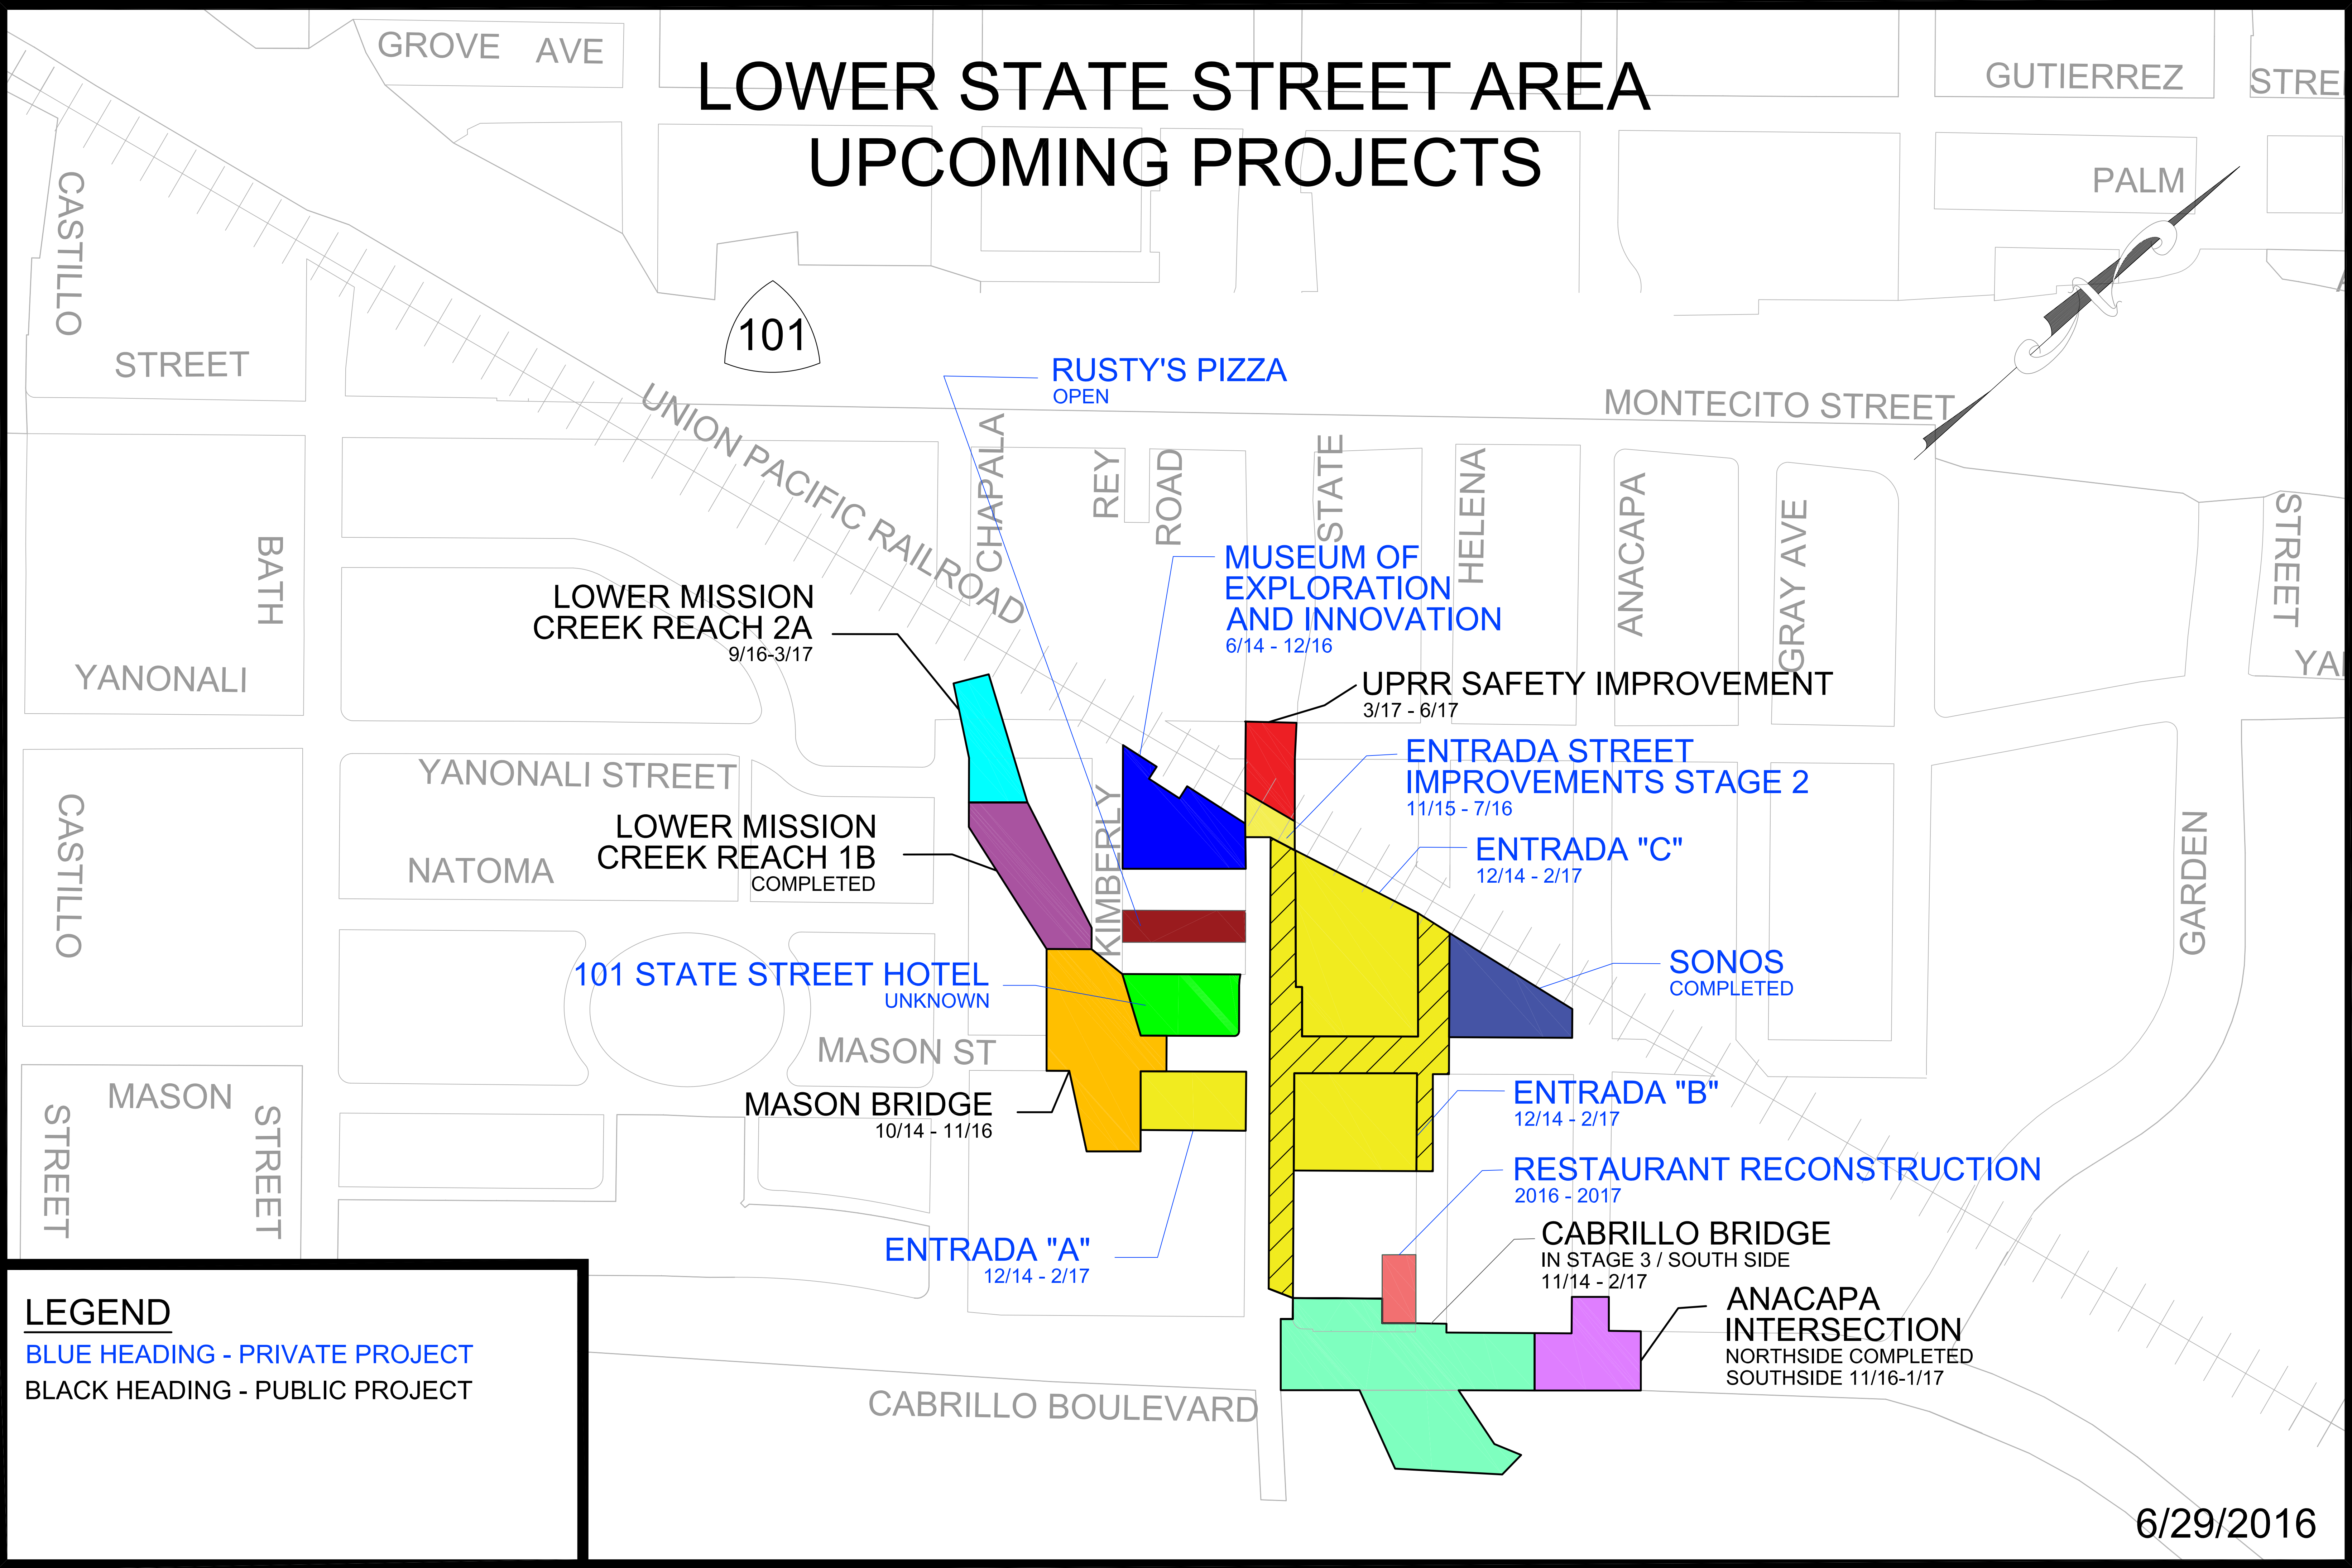 GROVE AVE
GUTIERREZ
STRE
LOWER STATE STREET AREA
UPCOMING PROJECTS
PALM
CASTILLO
STREET
101
RUSTY'S PIZZA
OPEN
MONTECITO STREET
UNION PACIFIC RAILROAD
CHAPALA
REY
ROAD
STATE
HELENA
ANACAPA
GRAY AVE
STREET
BATH
MUSEUM OF
EXPLORATION
AND INNOVATION
6/14 - 12/16
LOWER MISSION
CREEK REACH 2A
9/16-3/17
YANONALI
YA
UPRR SAFETY IMPROVEMENT
3/17 - 6/17
ENTRADA STREET
IMPROVEMENTS STAGE 2
11/15 - 7/16
YANONALI STREET
KIMBERLY
CASTILLO
GARDEN
LOWER MISSION
CREEK REACH 1B
COMPLETED
NATOMA
ENTRADA "C"
12/14 - 2/17
101 STATE STREET HOTEL
UNKNOWN
SONOS
COMPLETED
MASON ST
MASON
STREET
STREET
MASON BRIDGE
10/14 - 11/16
ENTRADA "B"
12/14 - 2/17
RESTAURANT RECONSTRUCTION
2016 - 2017
ENTRADA "A"
12/14 - 2/17
CABRILLO BRIDGE
IN STAGE 3 / SOUTH SIDE
11/14 - 2/17
ANACAPA
INTERSECTION
NORTHSIDE COMPLETED
SOUTHSIDE 11/16-1/17
LEGEND
BLUE HEADING - PRIVATE PROJECT
BLACK HEADING - PUBLIC PROJECT
CABRILLO BOULEVARD
6/29/2016